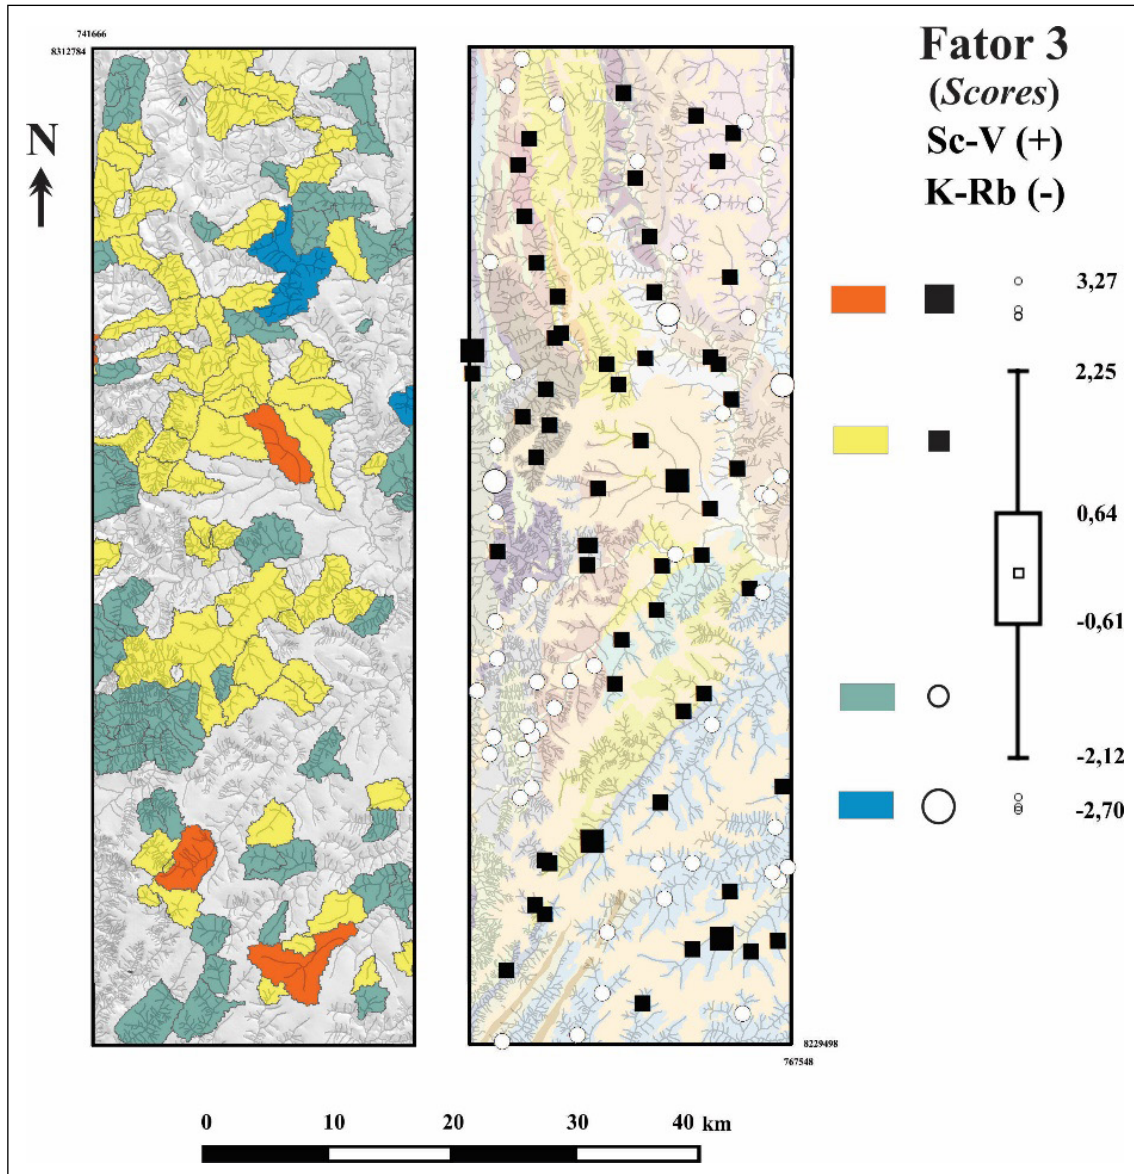 741666
8312784
N
Fator 3
(Scores)
Sc-V (+)
K-Rb (-)
3,27
2,25
0,64
-0,61
-2,12
-2,70
8229498
767548
0 10 20 30 40 km